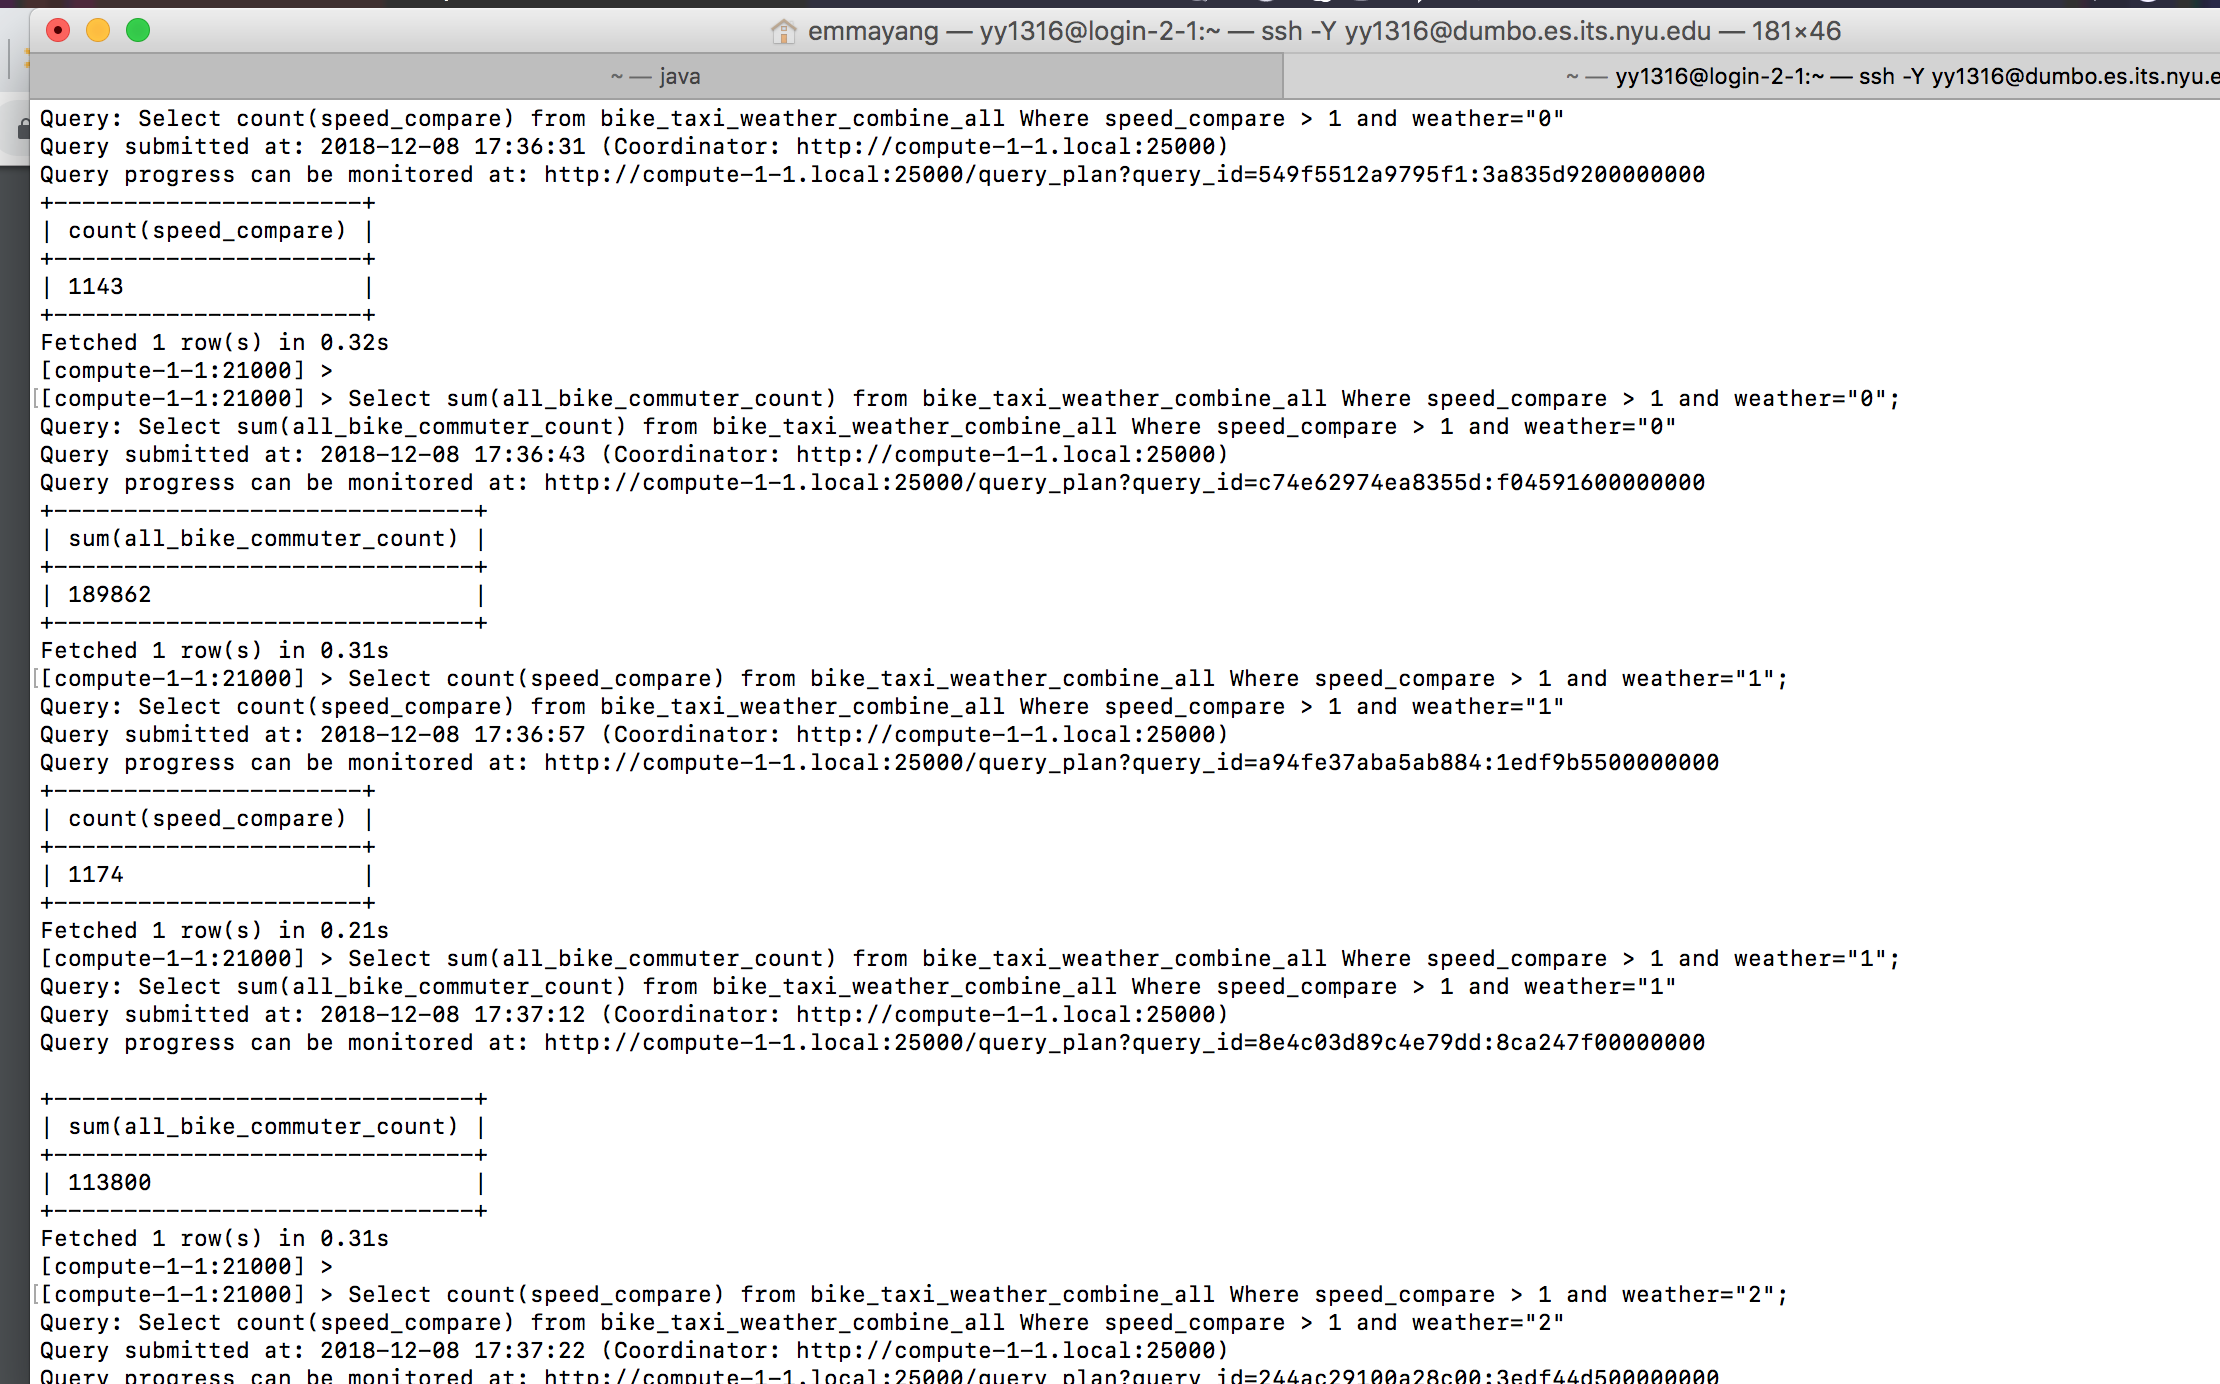 emmayang — yy1316@login-2-1:~ — ssh -Y yy1316@dumbo.es.its.nyu.edu — 181×46
~ — java
~ — yy1316@login-2-1:~ — ssh -Y yy1316@dumbo.es.its.nyu.e
Query: Select count(speed_compare) from bike_taxi_weather_combine_all Where speed_compare > 1 and weather="0"
Query submitted at: 2018-12-08 17:36:31 (Coordinator: http://compute-1-1.local:25000)
Query progress can be monitored at: http://compute-1-1.local:25000/query_plan?query_id=549f5512a9795f1:3a835d9200000000
+----------------------+
| count(speed_compare) |
+----------------------+
| 1143                 |
+----------------------+
Fetched 1 row(s) in 0.32s
[compute-1-1:21000] >
[[compute-1-1:21000] > Select sum(all_bike_commuter_count) from bike_taxi_weather_combine_all Where speed_compare > 1 and weather="0";
Query: Select sum(all_bike_commuter_count) from bike_taxi_weather_combine_all Where speed_compare > 1 and weather="0"
Query submitted at: 2018-12-08 17:36:43 (Coordinator: http://compute-1-1.local:25000)
Query progress can be monitored at: http://compute-1-1.local:25000/query_plan?query_id=c74e62974ea8355d:f04591600000000
+------------------------------+
| sum(all_bike_commuter_count) |
+------------------------------+
| 189862                       |
+------------------------------+
Fetched 1 row(s) in 0.31s
[[compute-1-1:21000] > Select count(speed_compare) from bike_taxi_weather_combine_all Where speed_compare > 1 and weather="1";
Query: Select count(speed_compare) from bike_taxi_weather_combine_all Where speed_compare > 1 and weather="1"
Query submitted at: 2018-12-08 17:36:57 (Coordinator: http://compute-1-1.local:25000)
Query progress can be monitored at: http://compute-1-1.local:25000/query_plan?query_id=a94fe37aba5ab884:1edf9b5500000000
+----------------------+
| count(speed_compare) |
+----------------------+
| 1174                 |
+----------------------+
Fetched 1 row(s) in 0.21s
[compute-1-1:21000] > Select sum(all_bike_commuter_count) from bike_taxi_weather_combine_all Where speed_compare > 1 and weather="1";
Query: Select sum(all_bike_commuter_count) from bike_taxi_weather_combine_all Where speed_compare > 1 and weather="1"
Query submitted at: 2018-12-08 17:37:12 (Coordinator: http://compute-1-1.local:25000)
Query progress can be monitored at: http://compute-1-1.local:25000/query_plan?query_id=8e4c03d89c4e79dd:8ca247f00000000
+------------------------------+
| sum(all_bike_commuter_count) |
+------------------------------+
| 113800                       |
+------------------------------+
Fetched 1 row(s) in 0.31s
[compute-1-1:21000] >
[[compute-1-1:21000] > Select count(speed_compare) from bike_taxi_weather_combine_all Where speed_compare > 1 and weather="2";
Query: Select count(speed_compare) from bike_taxi_weather_combine_all Where speed_compare > 1 and weather="2"
Query submitted at: 2018-12-08 17:37:22 (Coordinator: http://compute-1-1.local:25000)
Query progress can be monitored at: http://compute-1-1.local:25000/query_plan?query_id=244ac29100a28c00:3edf44d500000000